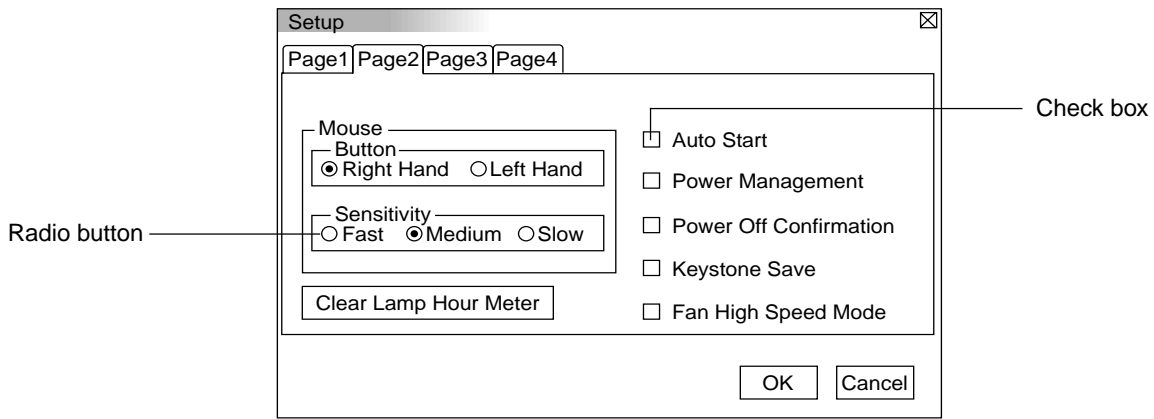 Setup
Page1 Page2 Page3 Page4
Check box
Mouse
Button
Right Hand Left Hand
Sensitivity
Fast Medium Slow
Radio button
Clear Lamp Hour Meter
Auto Start
Power Management
Power Off Confirmation
Keystone Save
Fan High Speed Mode
OK Cancel